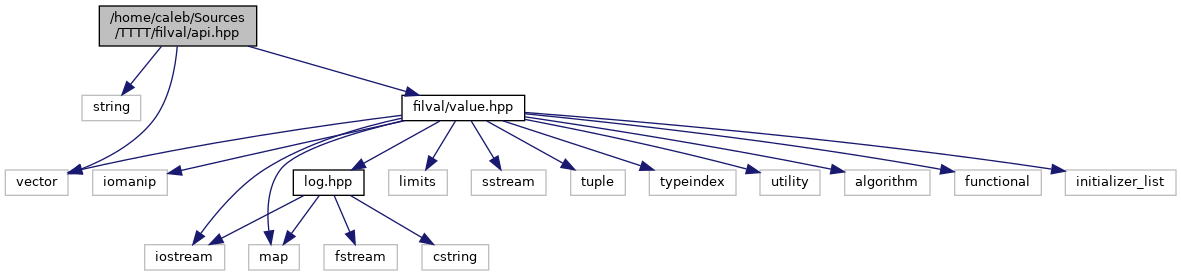 /home/caleb/Sources
/TTTT/filval/api.hpp
string
filval/value.hpp
vector
iomanip
log.hpp
limits
sstream
tuple
typeindex
utility
algorithm
functional
initializer_list
iostream
map
fstream
cstring